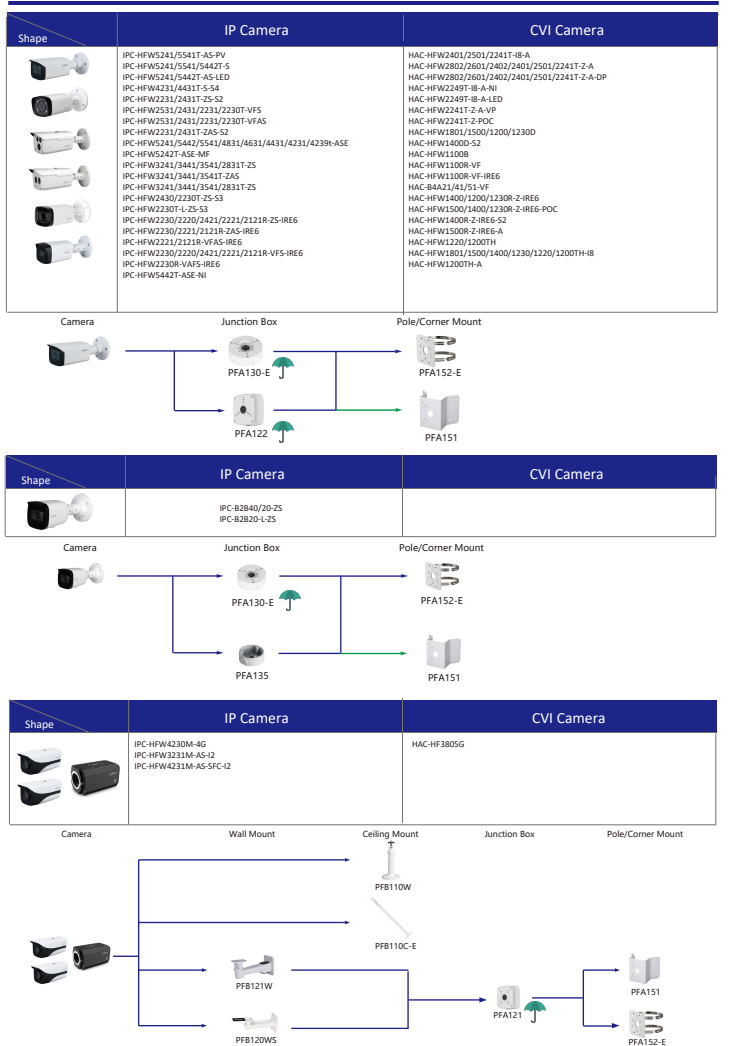 Shape
IP Camera
CVI Camera
IPC-HFW5241/5541T-AS-PV
IPC-HFW5241/5541/5442T-S
IPC-HFW5241/5442T-AS-LED
IPC-HFW4231/4431T-S-S4
IPC-HFW2231/2431T-ZS-S2
IPC-HFW2531/2431/2231/2230T-VFS
IPC-HFW2531/2431/2231/2230T-VFAS
IPC-HFW2231/2431T-ZAS-S2
IPC-HFW5241/5442/5541/4831/4631/4431/4231/4239t-ASE
IPC-HFW5242T-ASE-MF
IPC-HFW3241/3441/3541/2831T-ZS
IPC-HFW3241/3441/3541T-ZAS
IPC-HFW3241/3441/3541/2831T-ZS
IPC-HFW2430/2230T-ZS-S3
IPC-HFW2230T-L-ZS-S3
IPC-HFW2230/2220/2421/2221/2121R-ZS-IRE6
IPC-HFW2230/2221/2121R-ZAS-IRE6
IPC-HFW2221/2121R-VFAS-IRE6
IPC-HFW2230/2220/2421/2221/2121R-VFS-IRE6
IPC-HFW2230R-VAFS-IRE6
IPC-HFW5442T-ASE-NI
HAC-HFW2401/2501/2241T-I8-A
HAC-HFW2802/2601/2402/2401/2501/2241T-Z-A
HAC-HFW2802/2601/2402/2401/2501/2241T-Z-A-DP
HAC-HFW2249T-I8-A-NI
HAC-HFW2249T-I8-A-LED
HAC-HFW2241T-Z-A-VP
HAC-HFW2241T-Z-POC
HAC-HFW1801/1500/1200/1230D
HAC-HFW1400D-S2
HAC-HFW1100B
HAC-HFW1100R-VF
HAC-HFW1100R-VF-IRE6
HAC-B4A21/41/51-VF
HAC-HFW1400/1200/1230R-Z-IRE6
HAC-HFW1500/1400/1230R-Z-IRE6-POC
HAC-HFW1400R-Z-IRE6-S2
HAC-HFW1500R-Z-IRE6-A
HAC-HFW1220/1200TH
HAC-HFW1801/1500/1400/1230/1220/1200TH-I8
HAC-HFW1200TH-A
Camera
Junction Box
Pole/Corner Mount
PFA130-E
PFA152-E
PFA122
PFA151
Shape
IP Camera
CVI Camera
IPC-B2B40/20-ZS
IPC-B2B20-L-ZS
Camera
Junction Box
Pole/Corner Mount
PFA130-E
PFA152-E
PFA135
PFA151
Shape
IP Camera
CVI Camera
IPC-HFW4230M-4G
IPC-HFW3231M-AS-I2
IPC-HFW4231M-AS-SFC-I2
HAC-HF3805G
Camera
Wall Mount
Ceiling Mount
Junction Box
Pole/Corner Mount
PFB110W
PFB110C-E
PFB121W
PFA151
PFA121
PFB120WS
PFA152-E